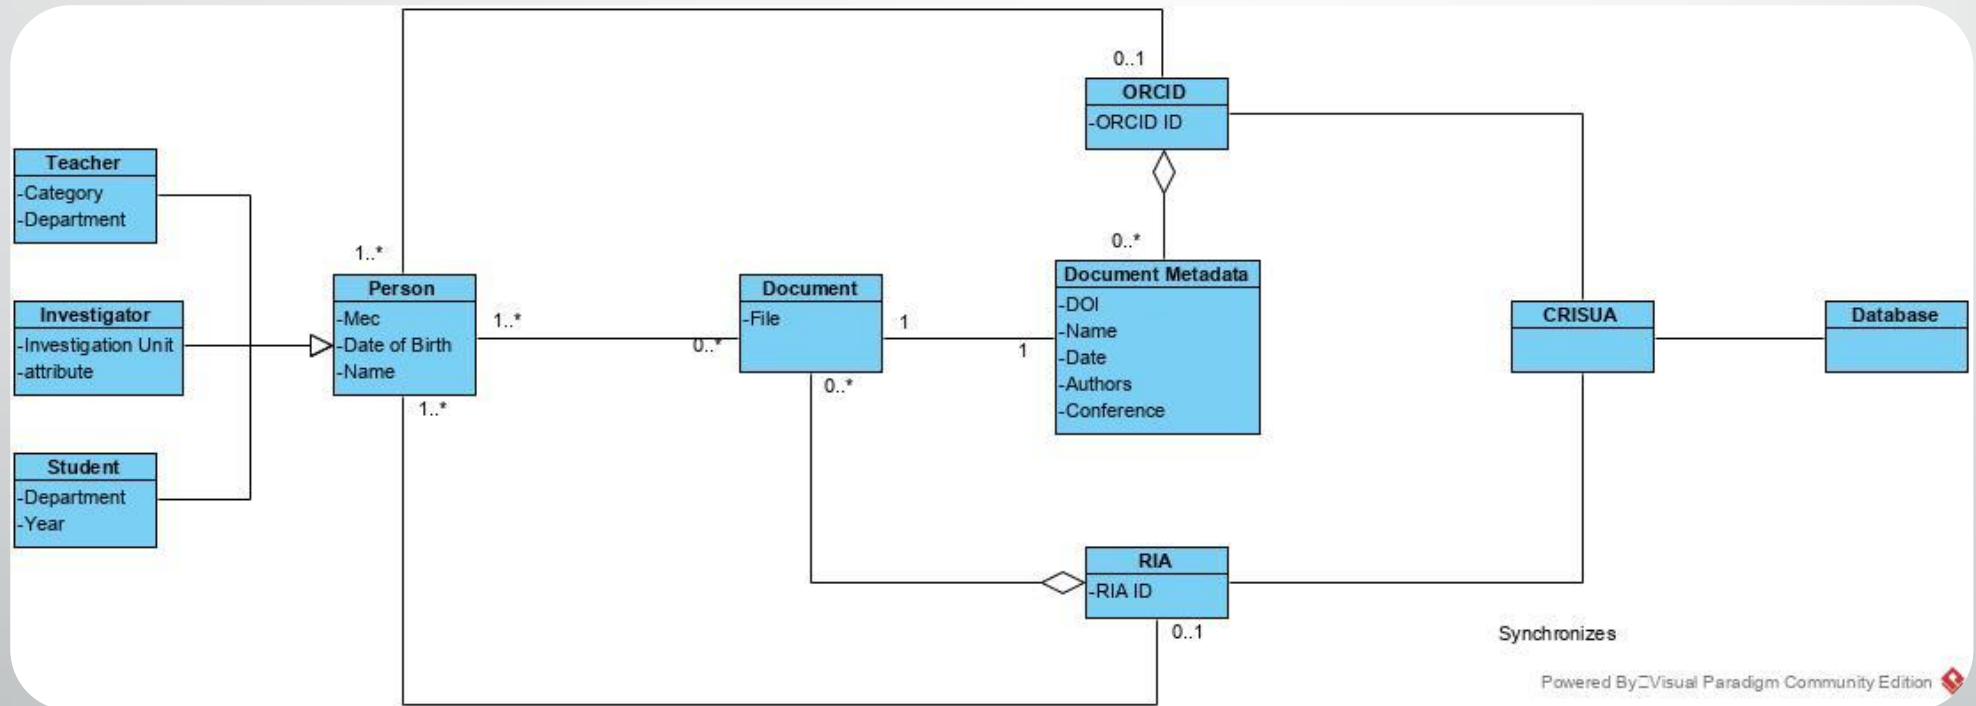 0..1
ORCID
-ORCID ID
Teacher
-Category
-Department
Investigator
-Investigation Unit
-attribute
Student
-Department
-Year
1..*
Person
-Mec
-Date of Birth
-Name
1..*
1..*
0..*
Document
-File
0..*
1
1
0..*
Document Metadata
-DOI
-Name
-Date
-Authors
-Conference
CRISUA
Database
RIA
-RIA ID
0..1
Synchronizes
Powered By Visual Paradigm Community Edition